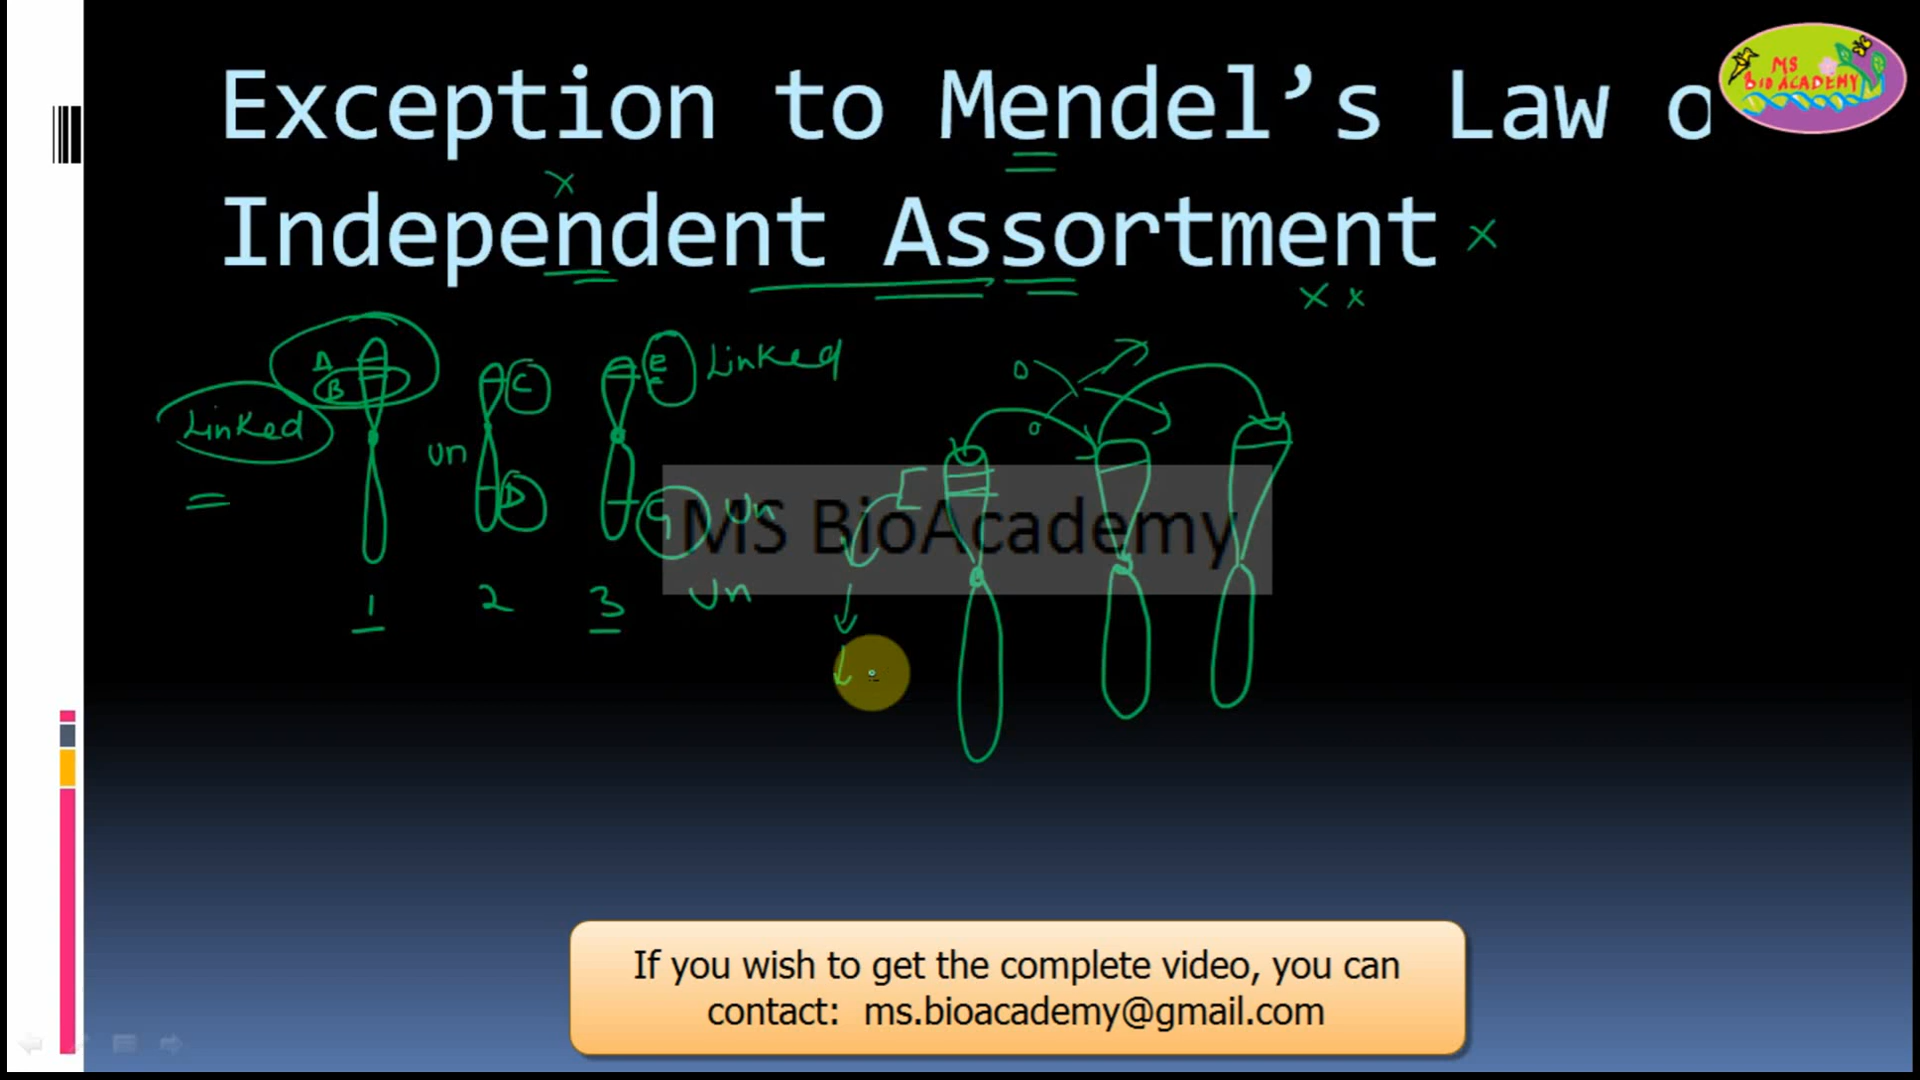 Exception to Mendel's Law o
MS
BIO ACADEMY
Independent Assortment
x
x
x x
A
B
C
E
Linked
Linked
un
D
G
Un
MS BioAcademy
1
2
3
Un
If you wish to get the complete video, you can
contact: ms.bioacademy@gmail.com